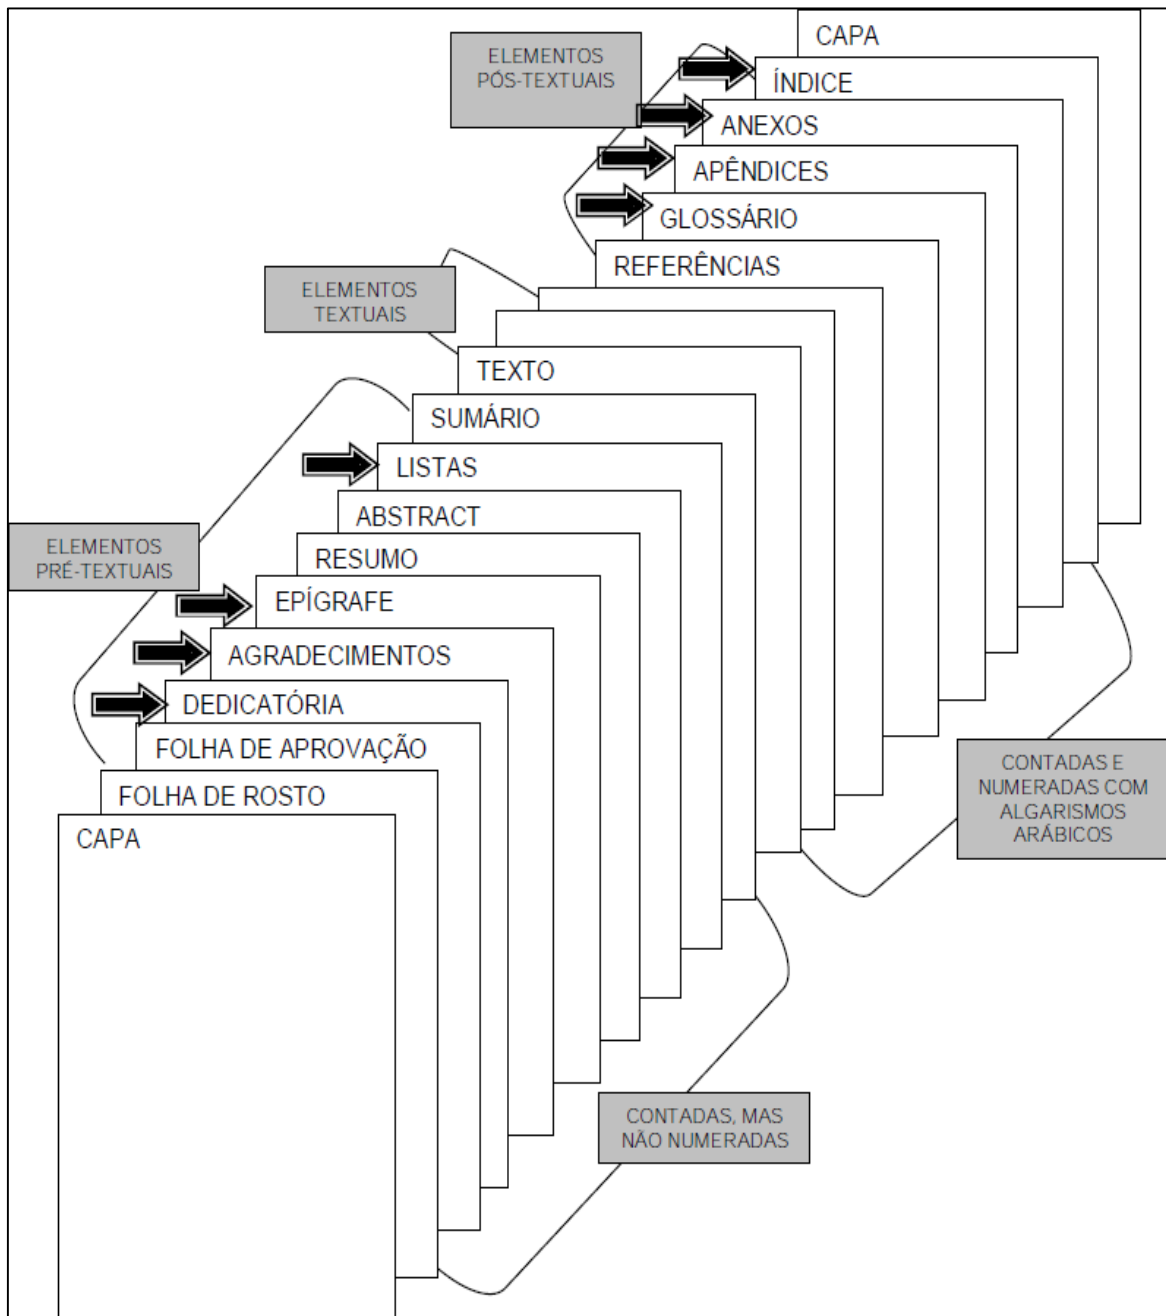 CAPA
ELEMENTOS
PÓS-TEXTUAIS
ÍNDICE
ANEXOS
APÊNDICES
GLOSSÁRIO
REFERÊNCIAS
ELEMENTOS
TEXTUAIS
TEXTO
SUMÁRIO
LISTAS
ABSTRACT
ELEMENTOS
PRÉ-TEXTUAIS
RESUMO
EPÍGRAFE
AGRADECIMENTOS
DEDICATÓRIA
FOLHA DE APROVAÇÃO
FOLHA DE ROSTO
CAPA
CONTADAS E
NUMERADAS COM
ALGARISMOS
ARÁBICOS
CONTADAS, MAS
NÃO NUMERADAS